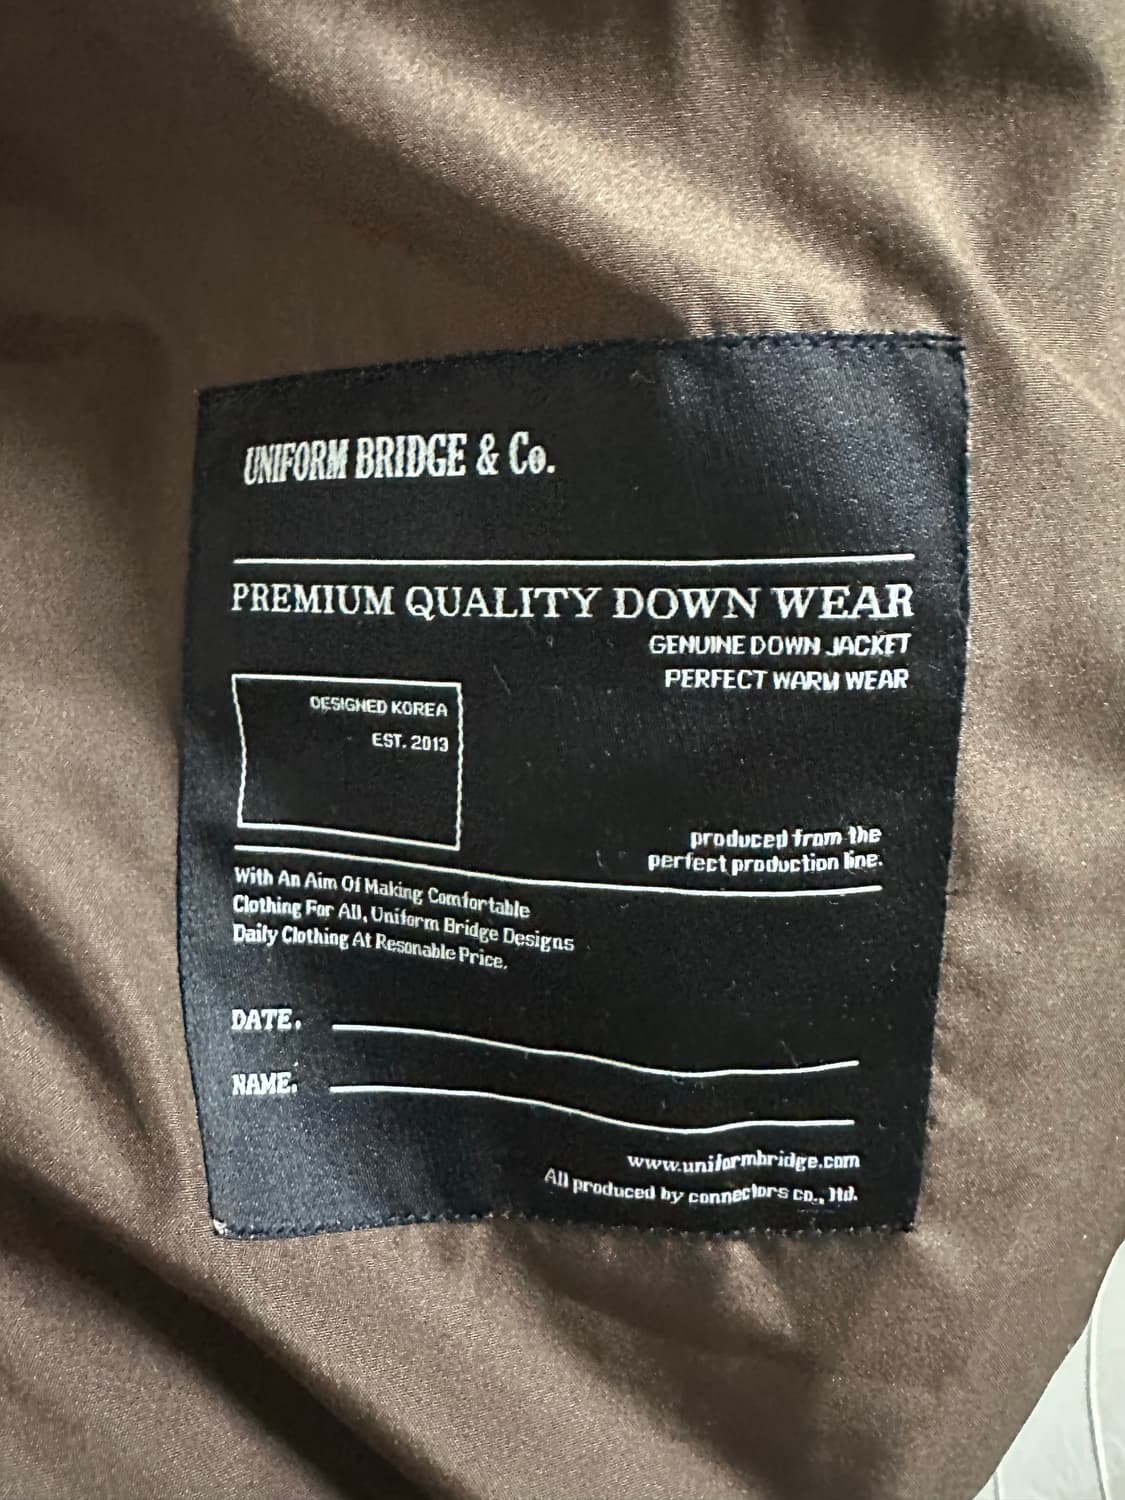 UNIFORM BRIDGE & Co.
PREMIUM QUALITY DOWN WEAR
GENUINE DOWN JACKET
PERFECT WARM WEAR
DESIGNED KOREA
EST. 2013
produced from the
perfect production line.
With An Aim Of Making Comfortable
Clothing For All, Uniform Bridge Designs
Daily Clothing At Resonable Price.
DATE.
NAME.
www.uniformbridge.com
All produced by connectors co., ltd.